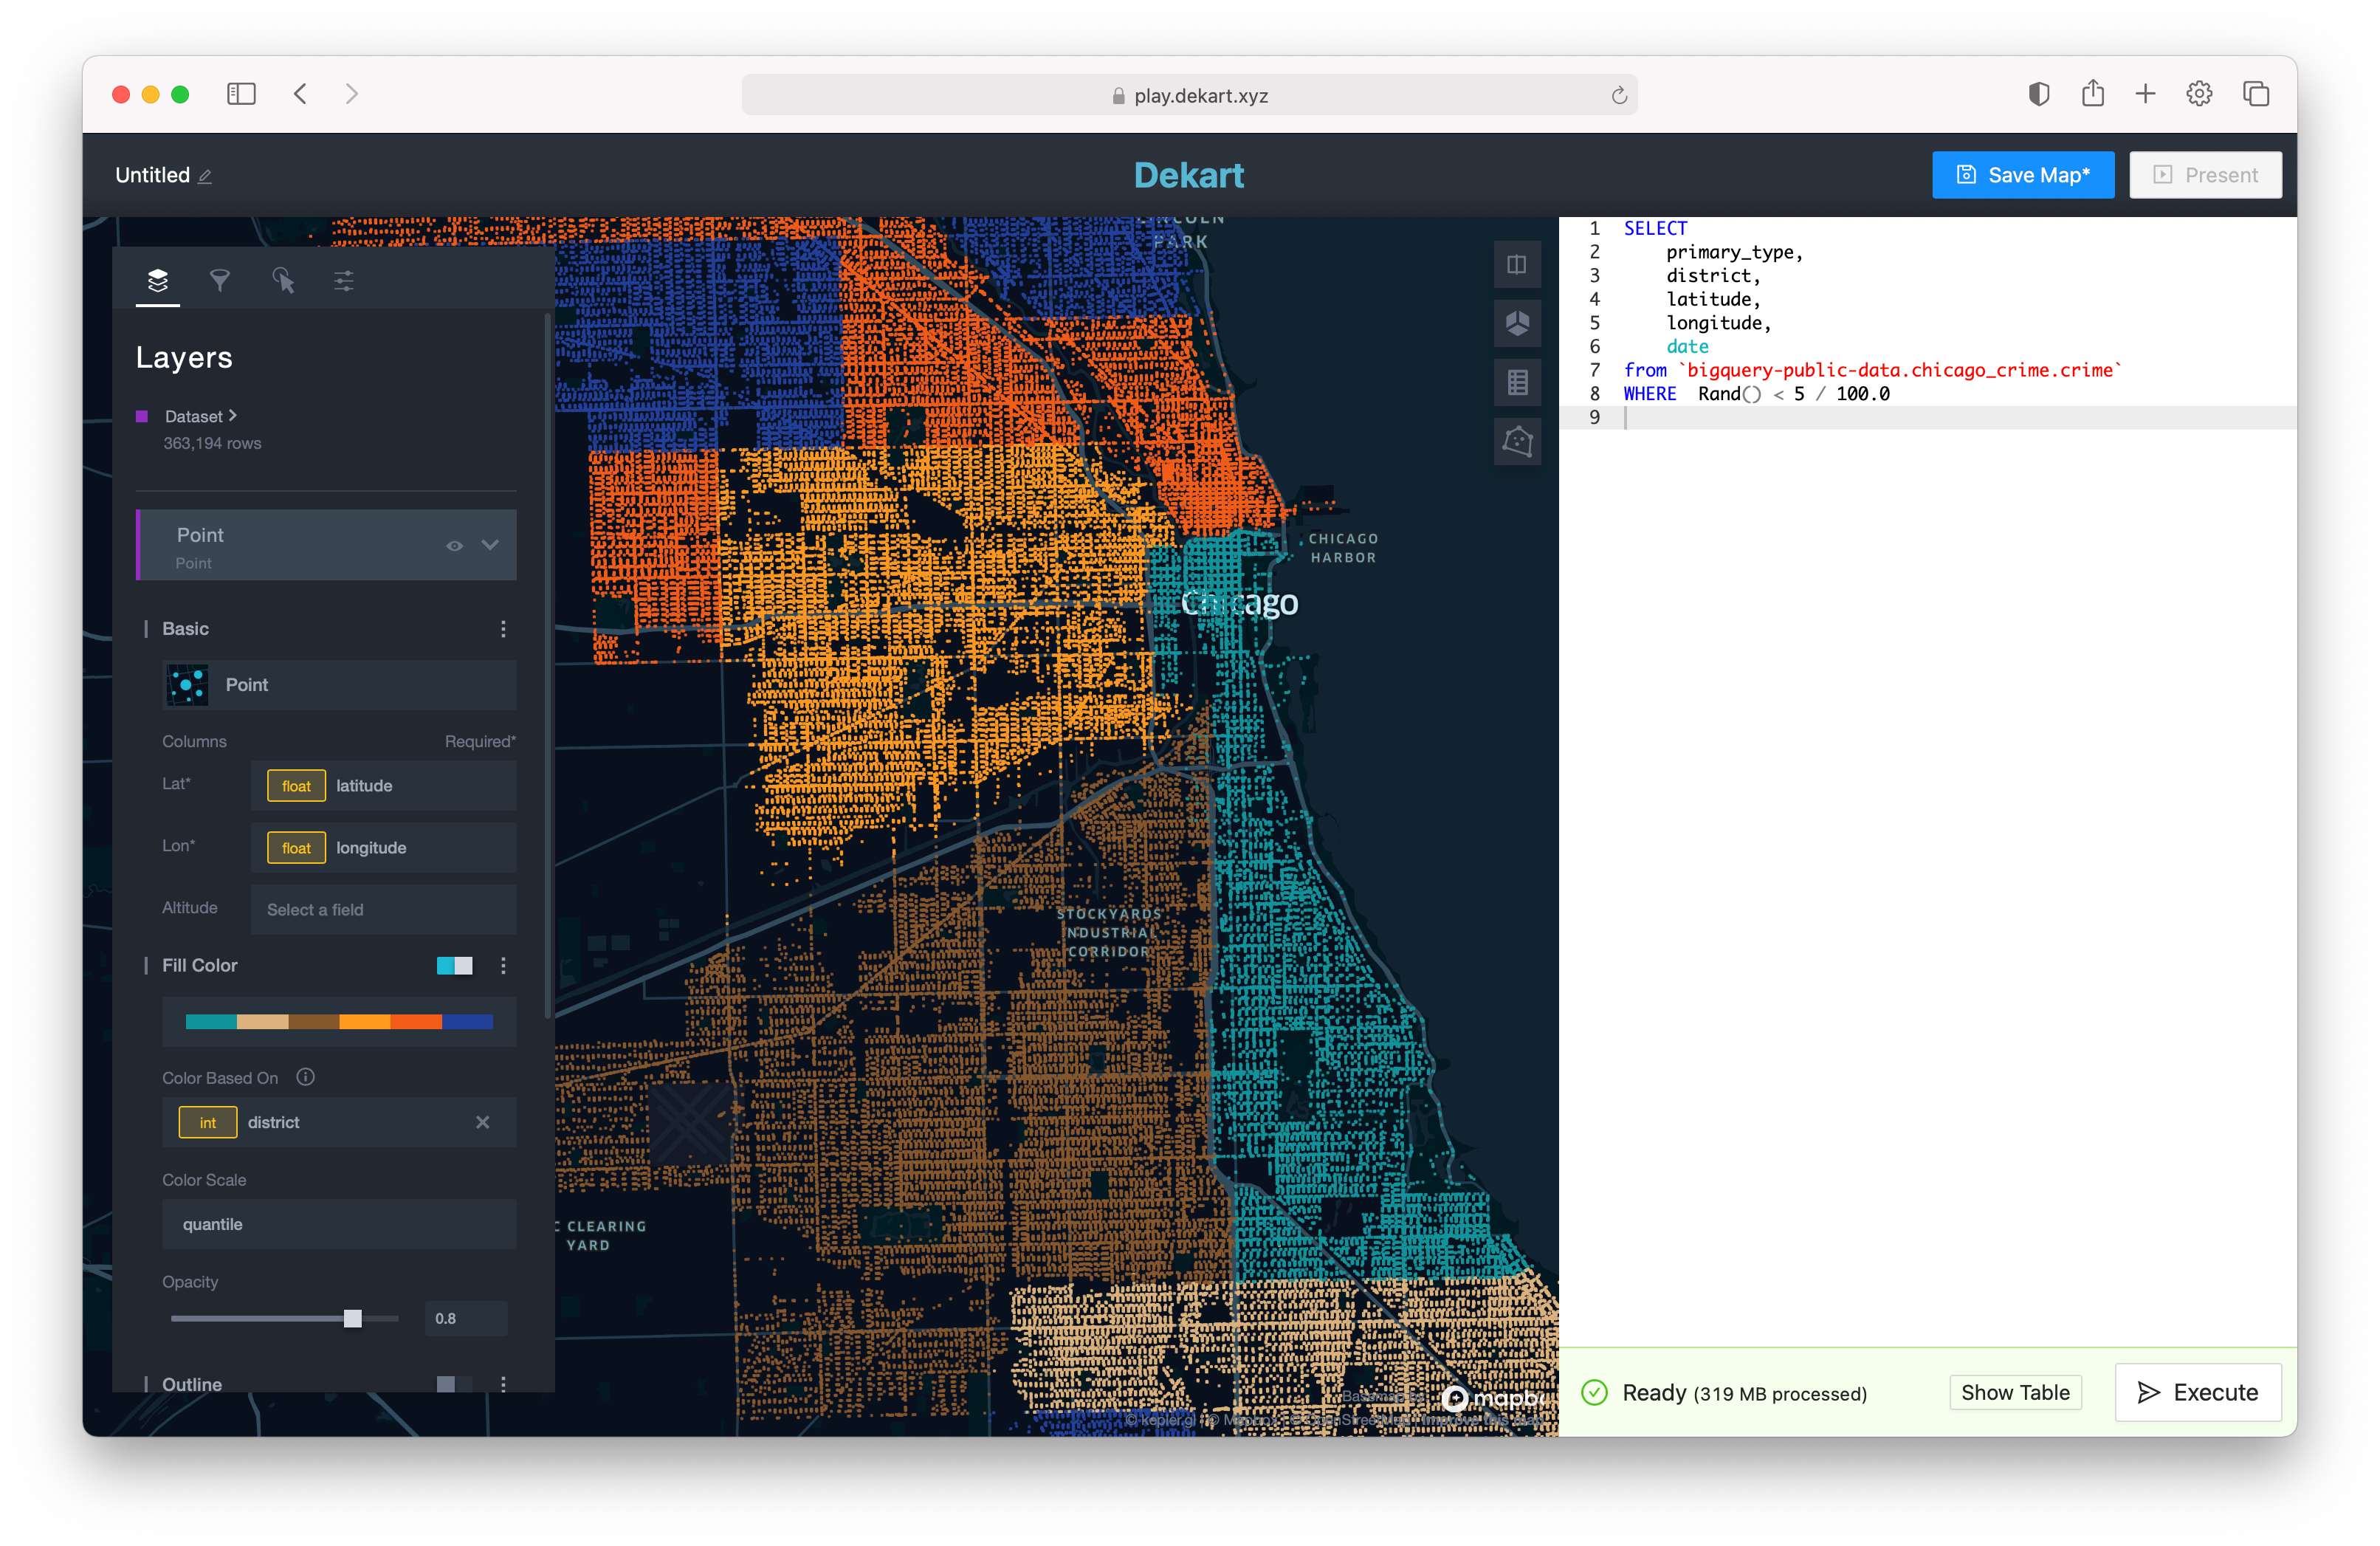 play.dekart.xyz
Untitled
Dekart
Save Map*
Present
Layers
Dataset
363,194 rows
Point
Point
Basic
Point
Columns
Required*
Lat*
float latitude
Lon*
float longitude
Altitude
Select a field
Fill Color
Color Based On
int district
Color Scale
quantile
Opacity
0.8
Outline
LINCOLN
PARK
CHICAGO
HARBOR
Chicago
STOCKYARDS
INDUSTRIAL
CORRIDOR
C CLEARING
YARD
Basemap by
mapb
© kepler.gl | © Mapbox | © OpenStreetMap | Improve this map
1 SELECT
2 primary_type,
3 district,
4 latitude,
5 longitude,
6 date
7 from `bigquery-public-data.chicago_crime.crime`
8 WHERE  Rand() < 5 / 100.0
9
Ready (319 MB processed)
Show Table
Execute